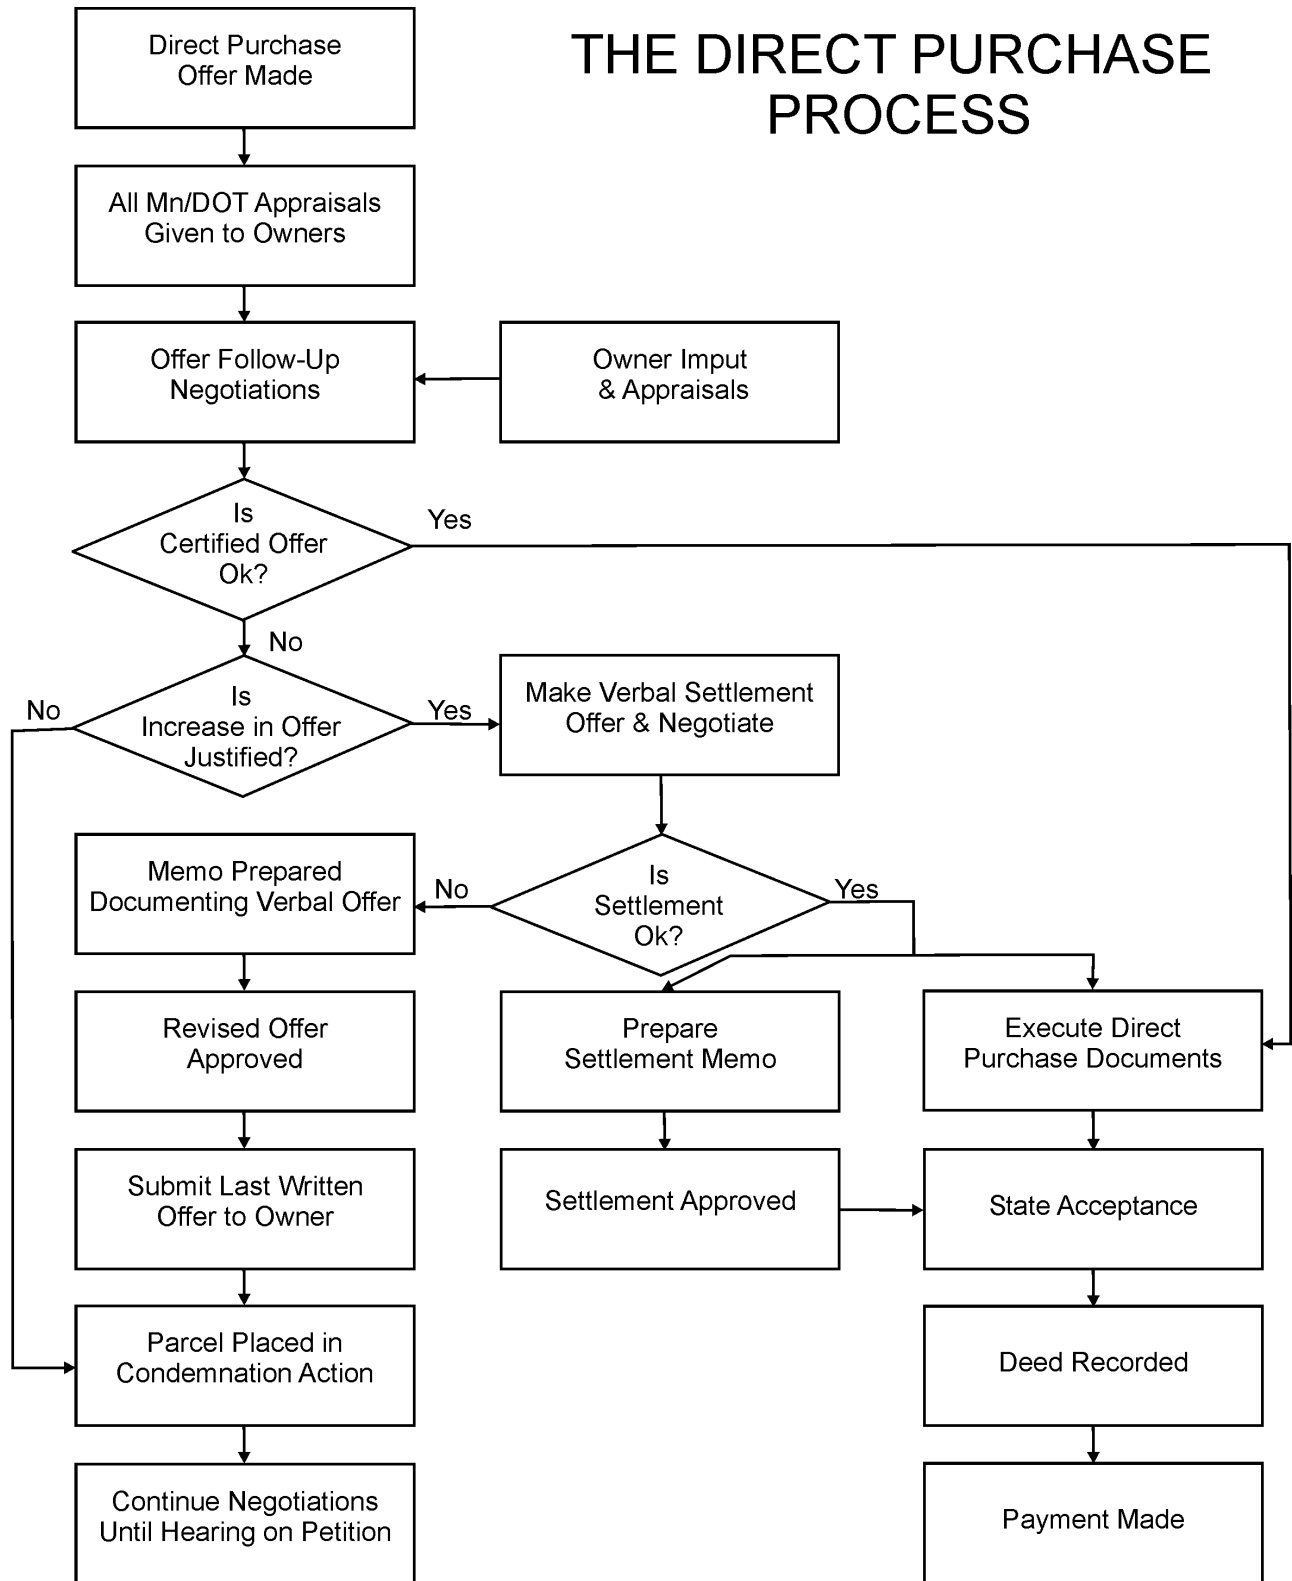 THE DIRECT PURCHASE
PROCESS
Direct Purchase
Offer Made
All Mn/DOT Appraisals
Given to Owners
Offer Follow-Up
Negotiations
Owner Imput
& Appraisals
Is
Certified Offer
Ok?
Yes
No
Is
Increase in Offer
Justified?
No
Yes
Make Verbal Settlement
Offer & Negotiate
Is
Settlement
Ok?
No
Yes
Memo Prepared
Documenting Verbal Offer
Revised Offer
Approved
Prepare
Settlement Memo
Execute Direct
Purchase Documents
Submit Last Written
Offer to Owner
Settlement Approved
State Acceptance
Parcel Placed in
Condemnation Action
Deed Recorded
Continue Negotiations
Until Hearing on Petition
Payment Made